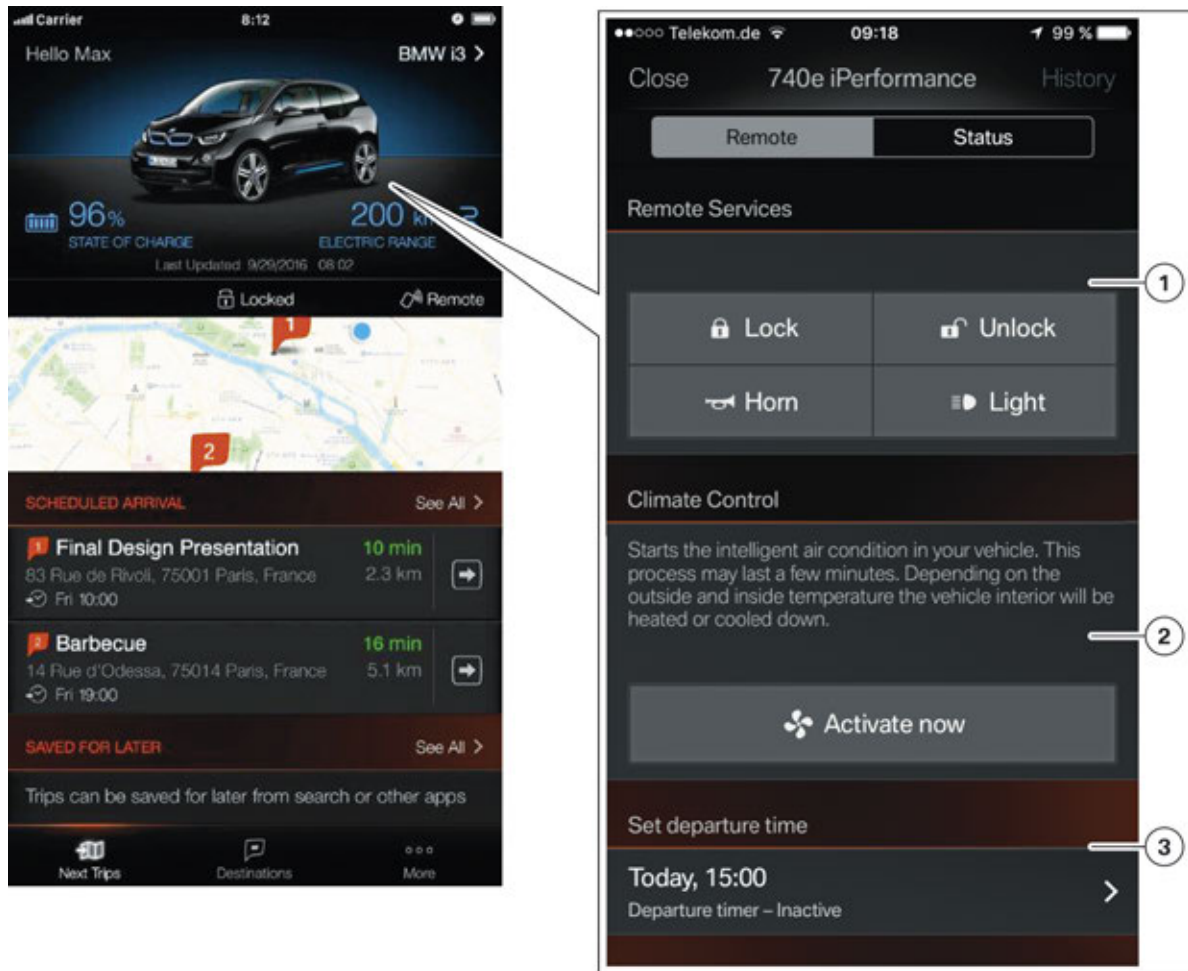 Carrier
8:12
Hello Max
BMW i3 >
96%
STATE OF CHARGE
200 km
ELECTRIC RANGE
Last Updated 9/29/2016 08:02
Locked
Remote
1
2
SCHEDULED ARRIVAL
See All >
1 Final Design Presentation
10 min
83 Rue de Rivoli, 75001 Paris, France
2.3 km
Fri 10:00
2 Barbecue
16 min
14 Rue d'Odessa, 75014 Paris, France
5.1 km
Fri 19:00
SAVED FOR LATER
See All >
Trips can be saved for later from search or other apps
Next Trips
Destinations
More
Telekom.de
09:18
99 %
Close
740e iPerformance
History
Remote
Status
Remote Services
1
Lock
Unlock
Horn
Light
Climate Control
Starts the intelligent air condition in your vehicle. This
process may last a few minutes. Depending on the
outside and inside temperature the vehicle interior will be
heated or cooled down.
2
Activate now
Set departure time
3
Today, 15:00
Departure timer – Inactive